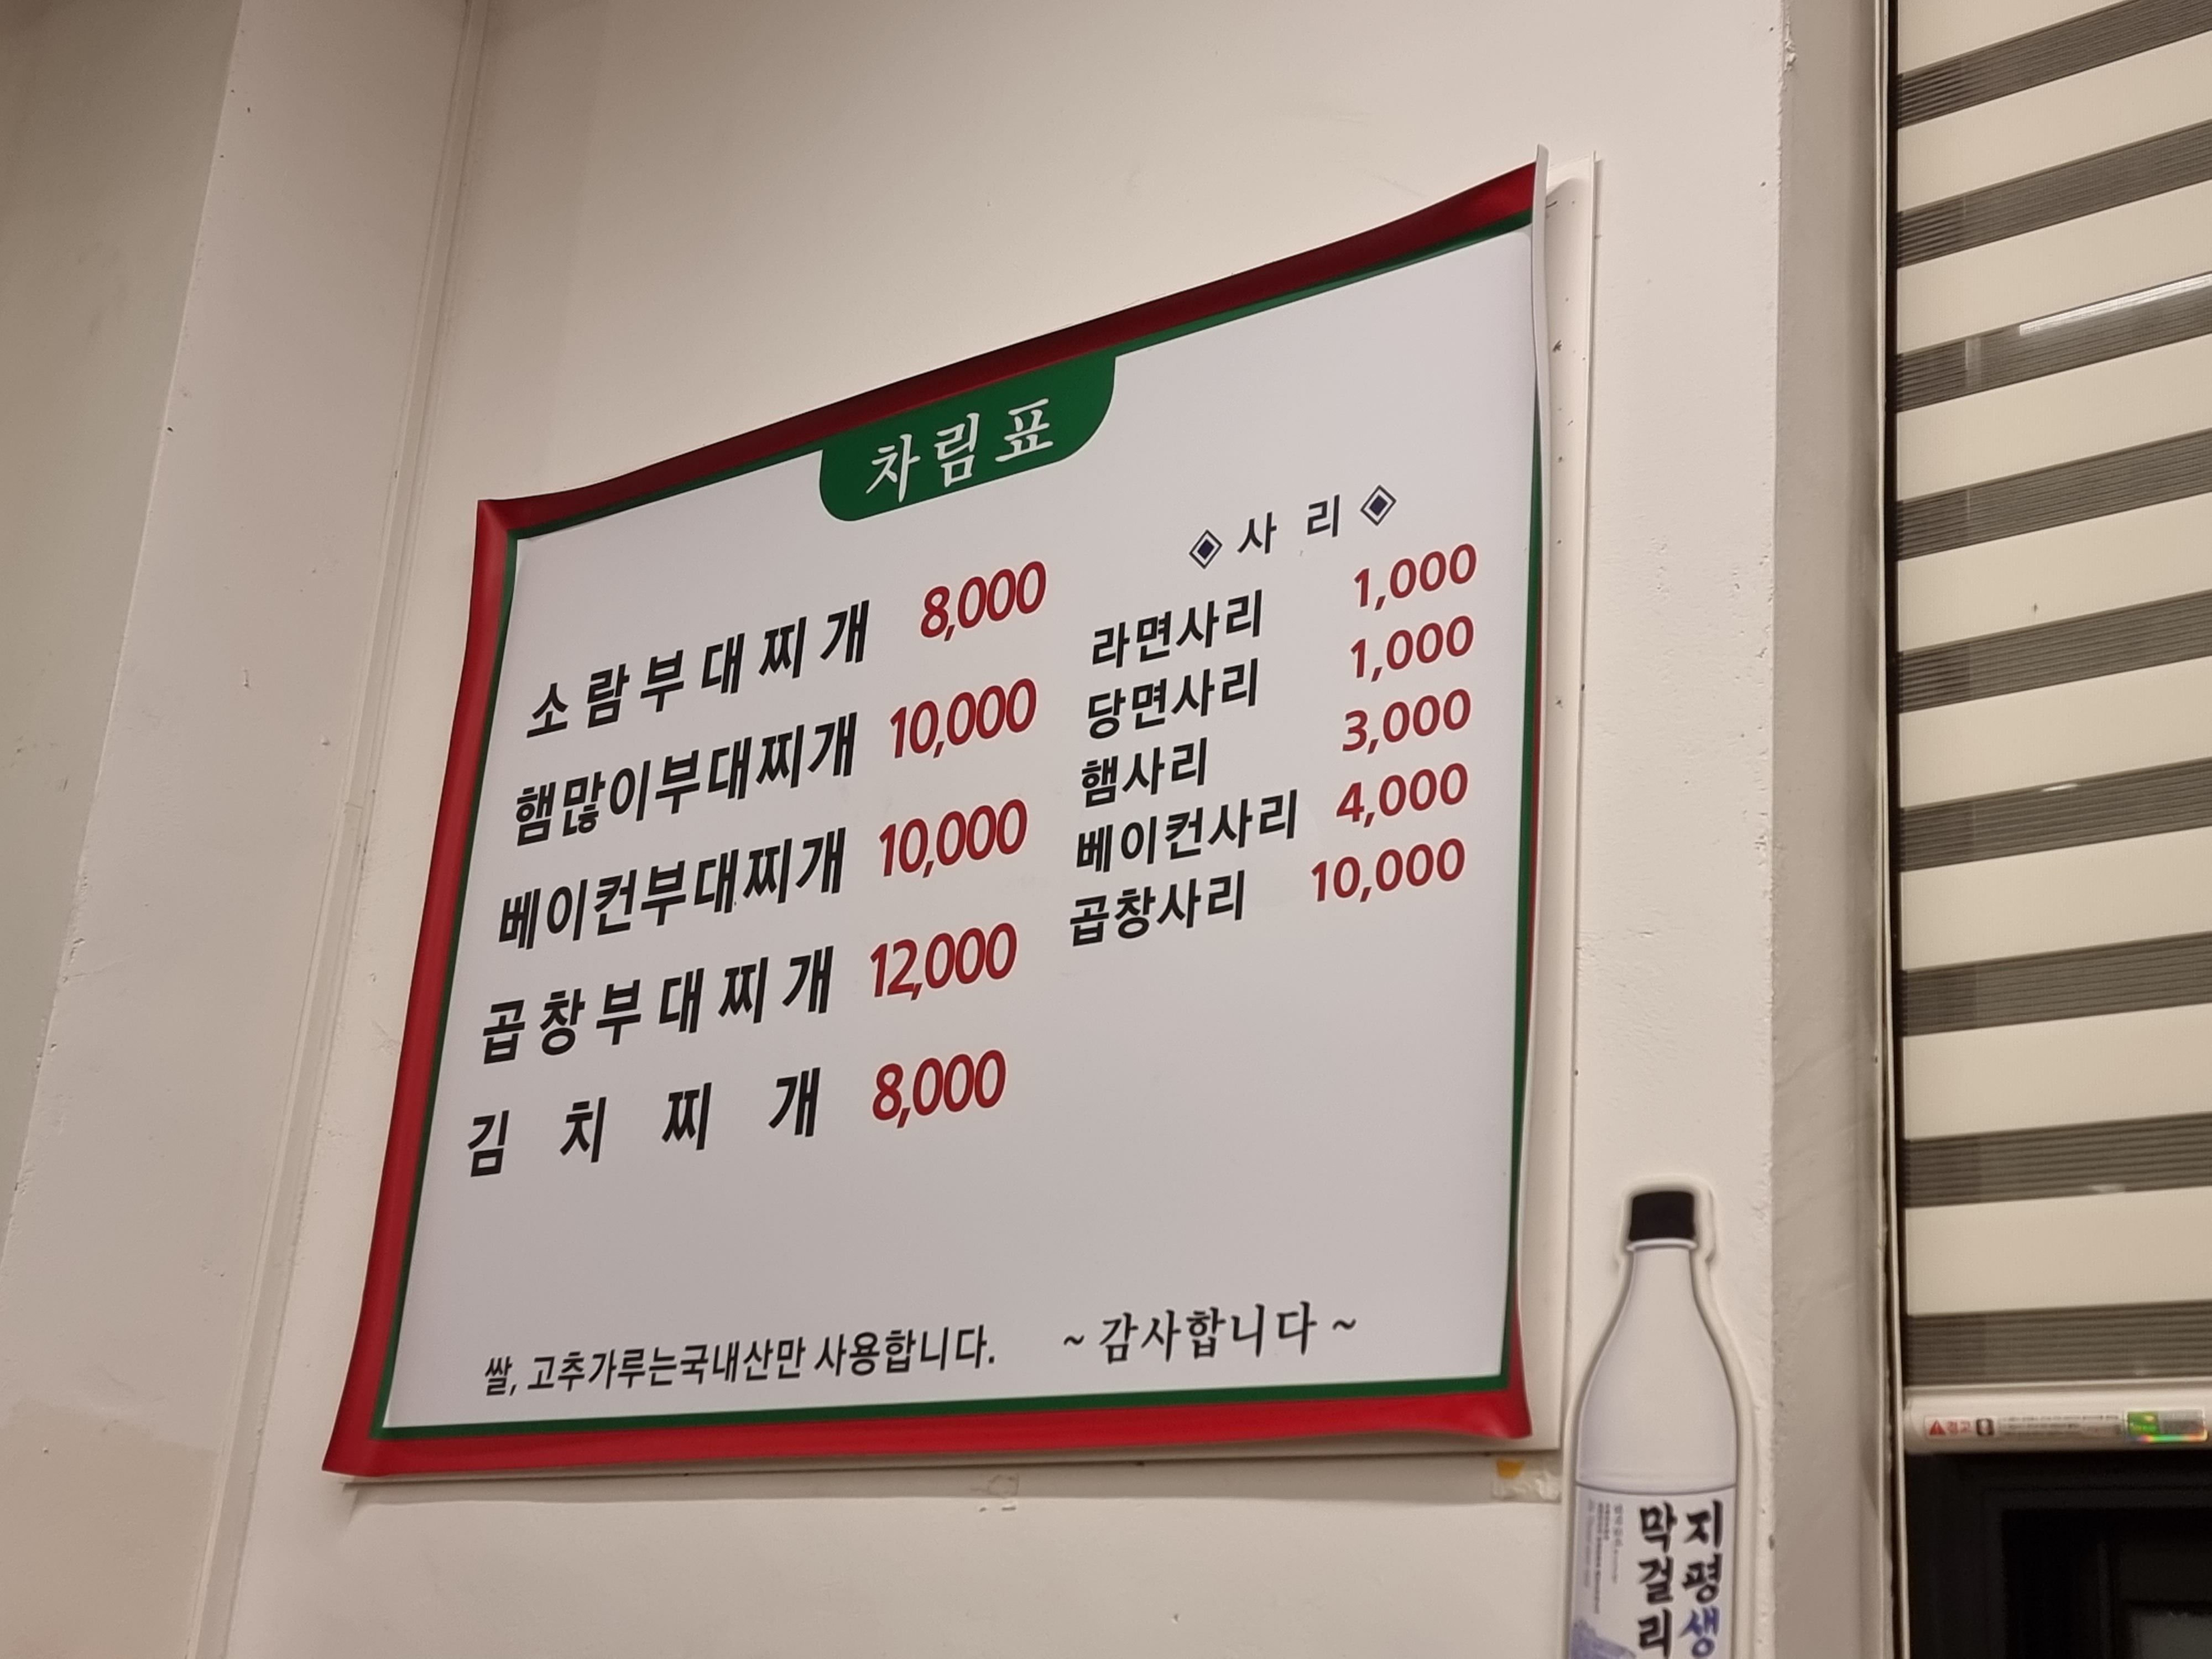 차림표
소람부대찌개 8,000
햄많이부대찌개 10,000
베이컨부대찌개 10,000
곱창부대찌개 12,000
김치찌개 8,000
◈ 사 리 ◈
라면사리 1,000
당면사리 1,000
햄사리 3,000
베이컨사리 4,000
곱창사리 10,000
쌀, 고추가루는국내산만 사용합니다.
~ 감사합니다 ~
지평생
막걸리
경고